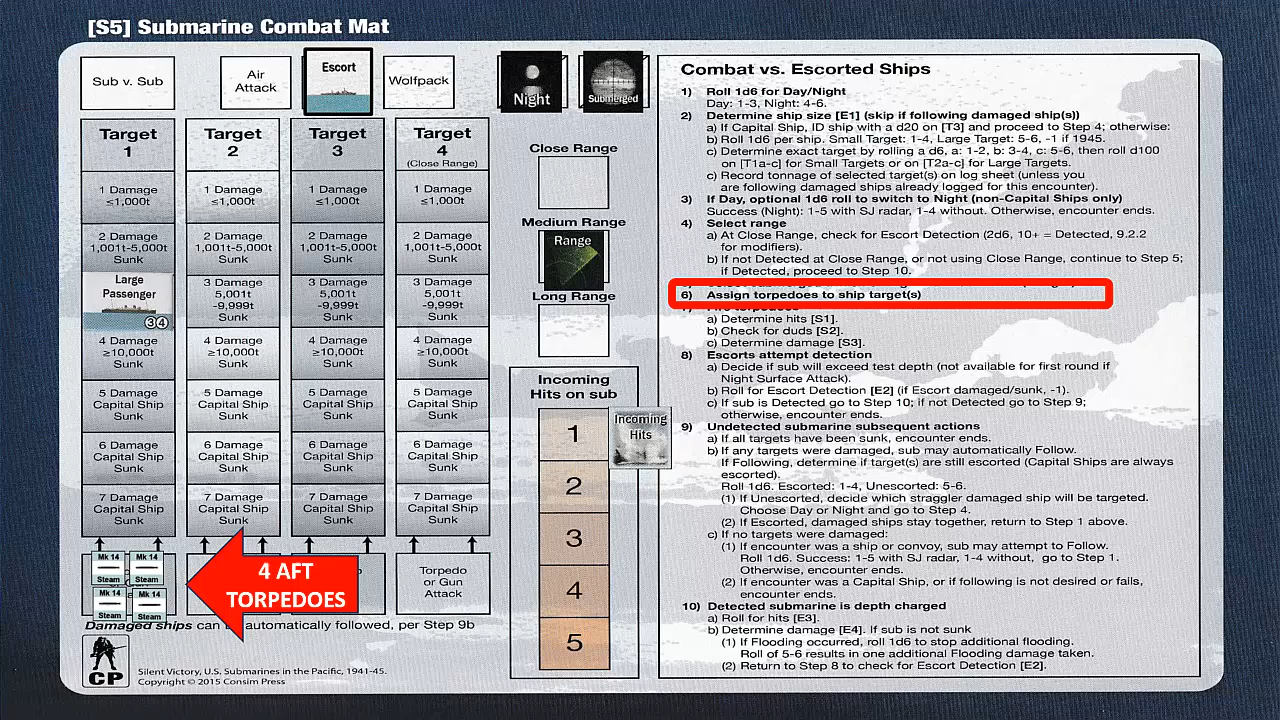 [S5] Submarine Combat Mat
Sub v. Sub
Air
Attack
Escort
Wolfpack
Night
Submerged
Target
1
Target
2
Target
3
Target
4
(Close Range)
1 Damage
≤1,000t
1 Damage
≤1,000t
1 Damage
≤1,000t
1 Damage
≤1,000t
2 Damage
1,001t-5,000t
Sunk
2 Damage
1,001t-5,000t
Sunk
2 Damage
1,001t-5,000t
Sunk
2 Damage
1,001t-5,000t
Sunk
Large
Passenger
34
3 Damage
5,001t
-9,999t
Sunk
3 Damage
5,001t
-9,999t
Sunk
3 Damage
5,001t
-9,999t
Sunk
4 Damage
≥10,000t
Sunk
4 Damage
≥10,000t
Sunk
4 Damage
≥10,000t
Sunk
4 Damage
≥10,000t
Sunk
5 Damage
Capital Ship
Sunk
5 Damage
Capital Ship
Sunk
5 Damage
Capital Ship
Sunk
5 Damage
Capital Ship
Sunk
6 Damage
Capital Ship
Sunk
6 Damage
Capital Ship
Sunk
6 Damage
Capital Ship
Sunk
6 Damage
Capital Ship
Sunk
7 Damage
Capital Ship
Sunk
7 Damage
Capital Ship
Sunk
7 Damage
Capital Ship
Sunk
7 Damage
Capital Ship
Sunk
Mk 14
Steam
Mk 14
Steam
Mk 14
Steam
Mk 14
Steam
4 AFT
TORPEDOES
Torpedo
or Gun
Attack
Damaged ships can automatically followed, per Step 9b
CP
Silent Victory, U.S. Submarines in the Pacific, 1941-45.
Copyright © 2015 Consim Press
Close Range
Medium Range
Range
Long Range
Incoming
Hits on sub
1
2
3
4
5
Incoming
Hits
Combat vs. Escorted Ships
1) Roll 1d6 for Day/Night
Day: 1-3, Night: 4-6.
2) Determine ship size [E1] (skip if following damaged ship(s))
a) If Capital Ship, ID ship with a d20 on [T3] and proceed to Step 4; otherwise:
b) Roll 1d6 per ship. Small Target: 1-4, Large Target: 5-6, -1 if 1945.
c) Determine exact target by rolling a d6, a: 1-2, b: 3-4, c: 5-6, then roll d100
on [T1a-c] for Small Targets or on [T2a-c] for Large Targets.
c) Record tonnage of selected target(s) on log sheet (unless you
are following damaged ships already logged for this encounter).
3) If Day, optional 1d6 roll to switch to Night (non-Capital Ships only)
Success (Night): 1-5 with SJ radar, 1-4 without. Otherwise, encounter ends.
4) Select range
a) At Close Range, check for Escort Detection (2d6, 10+ = Detected, 9.2.2
for modifiers).
b) If not Detected at Close Range, or not using Close Range, continue to Step 5;
if Detected, proceed to Step 10.
6) Assign torpedoes to ship target(s)
a) Determine hits [S1].
b) Check for duds [S2].
c) Determine damage [S3].
8) Escorts attempt detection
a) Decide if sub will exceed test depth (not available for first round if
Night Surface Attack).
b) Roll for Escort Detection [E2] (if Escort damaged/sunk, -1).
c) If sub is Detected go to Step 10; if not Detected go to Step 9;
otherwise, encounter ends.
9) Undetected submarine subsequent actions
a) If all targets have been sunk, encounter ends.
b) If any targets were damaged, sub may automatically Follow.
If Following, determine if target(s) are still escorted (Capital Ships are always
escorted).
Roll 1d6. Escorted: 1-4, Unescorted: 5-6.
(1) If Unescorted, decide which straggler damaged ship will be targeted.
Choose Day or Night and go to Step 4.
(2) If Escorted, damaged ships stay together, return to Step 1 above.
c) If no targets were damaged:
(1) If encounter was a ship or convoy, sub may attempt to Follow.
Roll 1d6. Success: 1-5 with SJ radar, 1-4 without, go to Step 1.
Otherwise, encounter ends.
(2) If encounter was a Capital Ship, or if following is not desired or fails,
encounter ends.
10) Detected submarine is depth charged
a) Roll for hits [E3].
b) Determine damage [E4]. If sub is not sunk
(1) If Flooding occurred, roll 1d6 to stop additional flooding.
Roll of 5-6 results in one additional Flooding damage taken.
(2) Return to Step 8 to check for Escort Detection [E2].